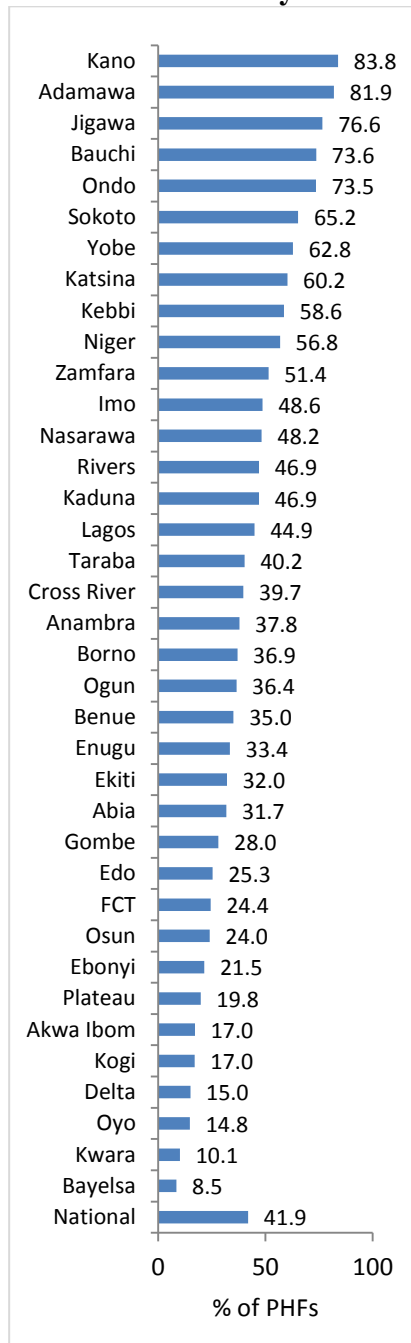 Kano 83.8
Adamawa 81.9
Jigawa 76.6
Bauchi 73.6
Ondo 73.5
Sokoto 65.2
Yobe 62.8
Katsina 60.2
Kebbi 58.6
Niger 56.8
Zamfara 51.4
Imo 48.6
Nasarawa 48.2
Rivers 46.9
Kaduna 46.9
Lagos 44.9
Taraba 40.2
Cross River 39.7
Anambra 37.8
Borno 36.9
Ogun 36.4
Benue 35.0
Enugu 33.4
Ekiti 32.0
Abia 31.7
Gombe 28.0
Edo 25.3
FCT 24.4
Osun 24.0
Ebonyi 21.5
Plateau 19.8
Akwa Ibom 17.0
Kogi 17.0
Delta 15.0
Oyo 14.8
Kwara 10.1
Bayelsa 8.5
National 41.9
0 50 100
% of PHFs